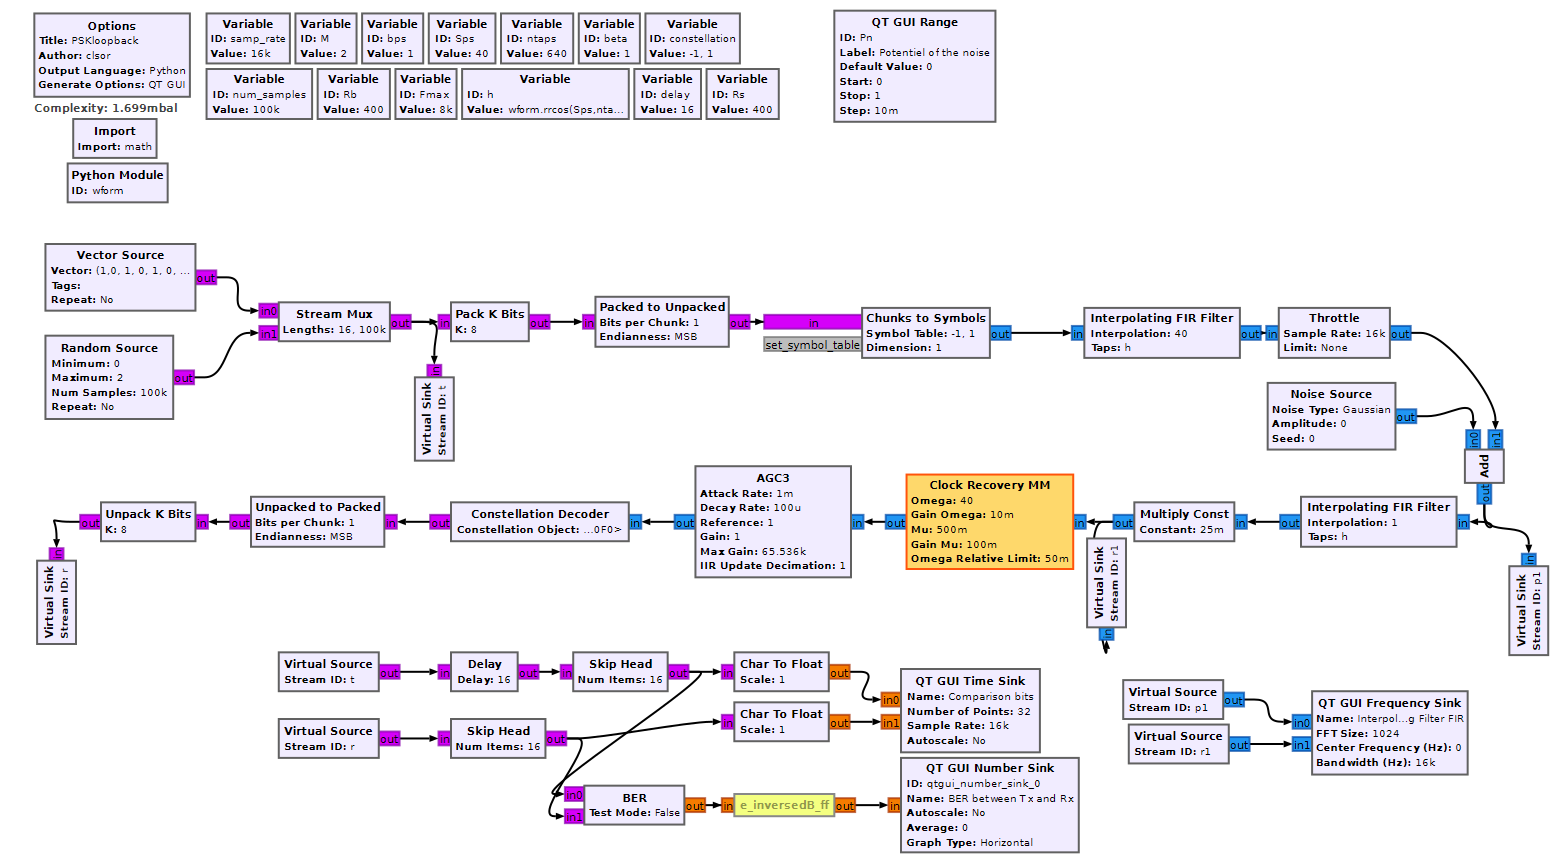 Options
Title: PSKloopback
Author: clsor
Output Language: Python
Generate Options: QT GUI
Complexity: 1.699mbal
Import
Import: math
Python Module
ID: wform
Variable
ID: samp_rate
Value: 16k
Variable
ID: M
Value: 2
Variable
ID: bps
Value: 1
Variable
ID: Sps
Value: 40
Variable
ID: ntaps
Value: 640
Variable
ID: beta
Value: 1
Variable
ID: constellation
Value: -1, 1
Variable
ID: num_samples
Value: 100k
Variable
ID: Rb
Value: 400
Variable
ID: Fmax
Value: 8k
Variable
ID: h
Value: wform.rrcos(Sps,nta...
Variable
ID: delay
Value: 16
Variable
ID: Rs
Value: 400
QT GUI Range
ID: Pn
Label: Potentiel of the noise
Default Value: 0
Start: 0
Stop: 1
Step: 10m
Vector Source
Vector: (1,0, 1, 0, 1, 0, ...
Tags:
Repeat: No
out
Random Source
Minimum: 0
Maximum: 2
Num Samples: 100k
Repeat: No
out
in0
in1
Stream Mux
Lengths: 16, 100k
out
in
Virtual Sink
Stream ID: t
in
Pack K Bits
K: 8
out
in
Packed to Unpacked
Bits per Chunk: 1
Endianness: MSB
out
in
set_symbol_table
Chunks to Symbols
Symbol Table: -1, 1
Dimension: 1
out
in
Interpolating FIR Filter
Interpolation: 40
Taps: h
out
in
Throttle
Sample Rate: 16k
Limit: None
out
Noise Source
Noise Type: Gaussian
Amplitude: 0
Seed: 0
out
in0
in1
Add
out
in
Virtual Sink
Stream ID: p1
in
Interpolating FIR Filter
Interpolation: 1
Taps: h
out
in
Multiply Const
Constant: 25m
out
Virtual Sink
Stream ID: r1
in
in
Clock Recovery MM
Omega: 40
Gain Omega: 10m
Mu: 500m
Gain Mu: 100m
Omega Relative Limit: 50m
out
in
AGC3
Attack Rate: 1m
Decay Rate: 100u
Reference: 1
Gain: 1
Max Gain: 65.536k
IIR Update Decimation: 1
out
in
Constellation Decoder
Constellation Object: ...0F0>
out
in
Unpacked to Packed
Bits per Chunk: 1
Endianness: MSB
out
in
Unpack K Bits
K: 8
out
in
Virtual Sink
Stream ID: r
Virtual Source
Stream ID: t
out
in
Delay
Delay: 16
out
in
Skip Head
Num Items: 16
out
in
Char To Float
Scale: 1
out
Virtual Source
Stream ID: r
out
in
Skip Head
Num Items: 16
out
in
Char To Float
Scale: 1
out
in0
in1
QT GUI Time Sink
Name: Comparison bits
Number of Points: 32
Sample Rate: 16k
Autoscale: No
in0
in1
BER
Test Mode: False
out
in
e_inversedB_ff
out
in
QT GUI Number Sink
ID: qtgui_number_sink_0
Name: BER between Tx and Rx
Autoscale: No
Average: 0
Graph Type: Horizontal
Virtual Source
Stream ID: p1
out
Virtual Source
Stream ID: r1
out
in0
in1
QT GUI Frequency Sink
Name: Interpol...g Filter FIR
FFT Size: 1024
Center Frequency (Hz): 0
Bandwidth (Hz): 16k